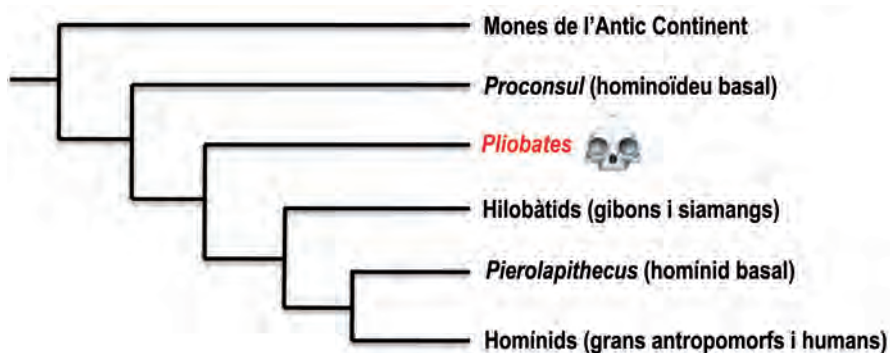 Mones de l'Antic Continent
Proconsul (hominoïdeu basal)
Pliobates
Hilobàtids (gibons i siamangs)
Pierolapithecus (homínid basal)
Homínids (grans antropomorfs i humans)